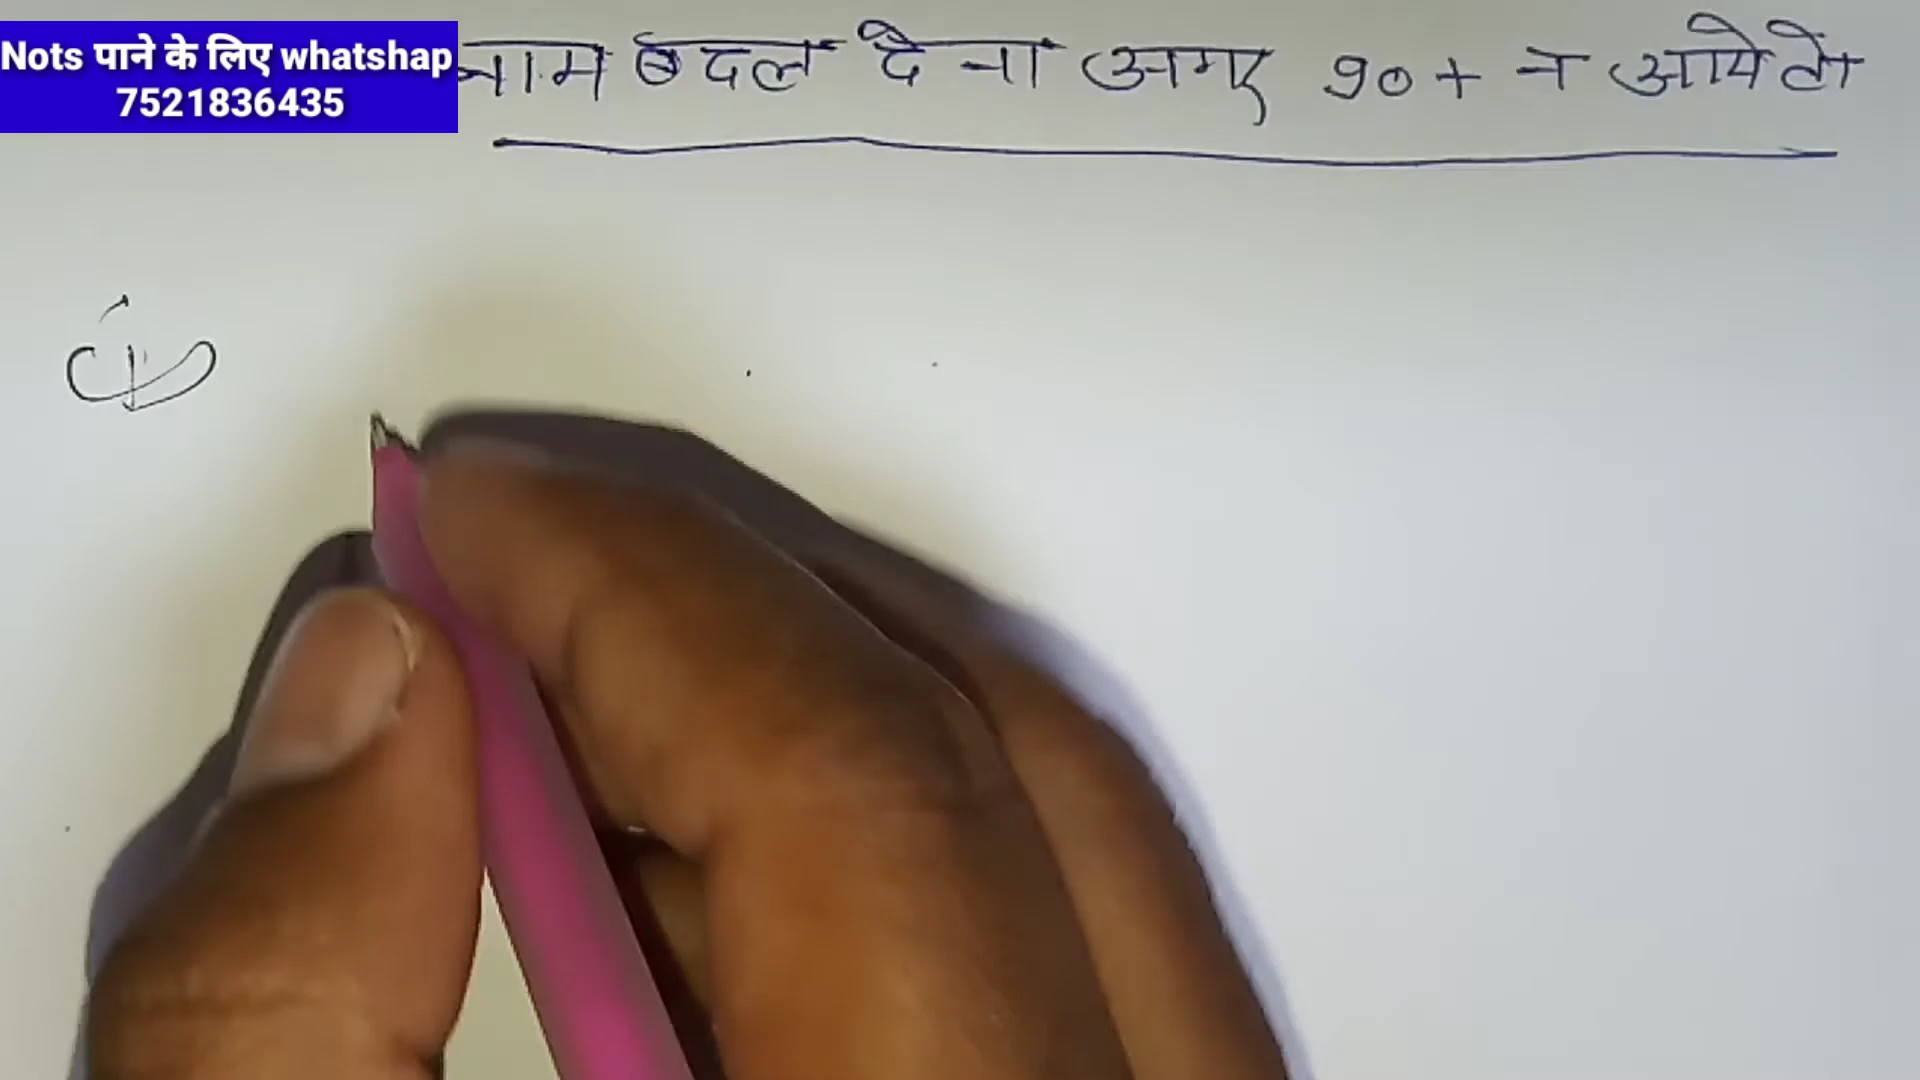 Nots पाने के लिए whatshap
7521836435
नाम बदल देना अगर 90+ न आये तो